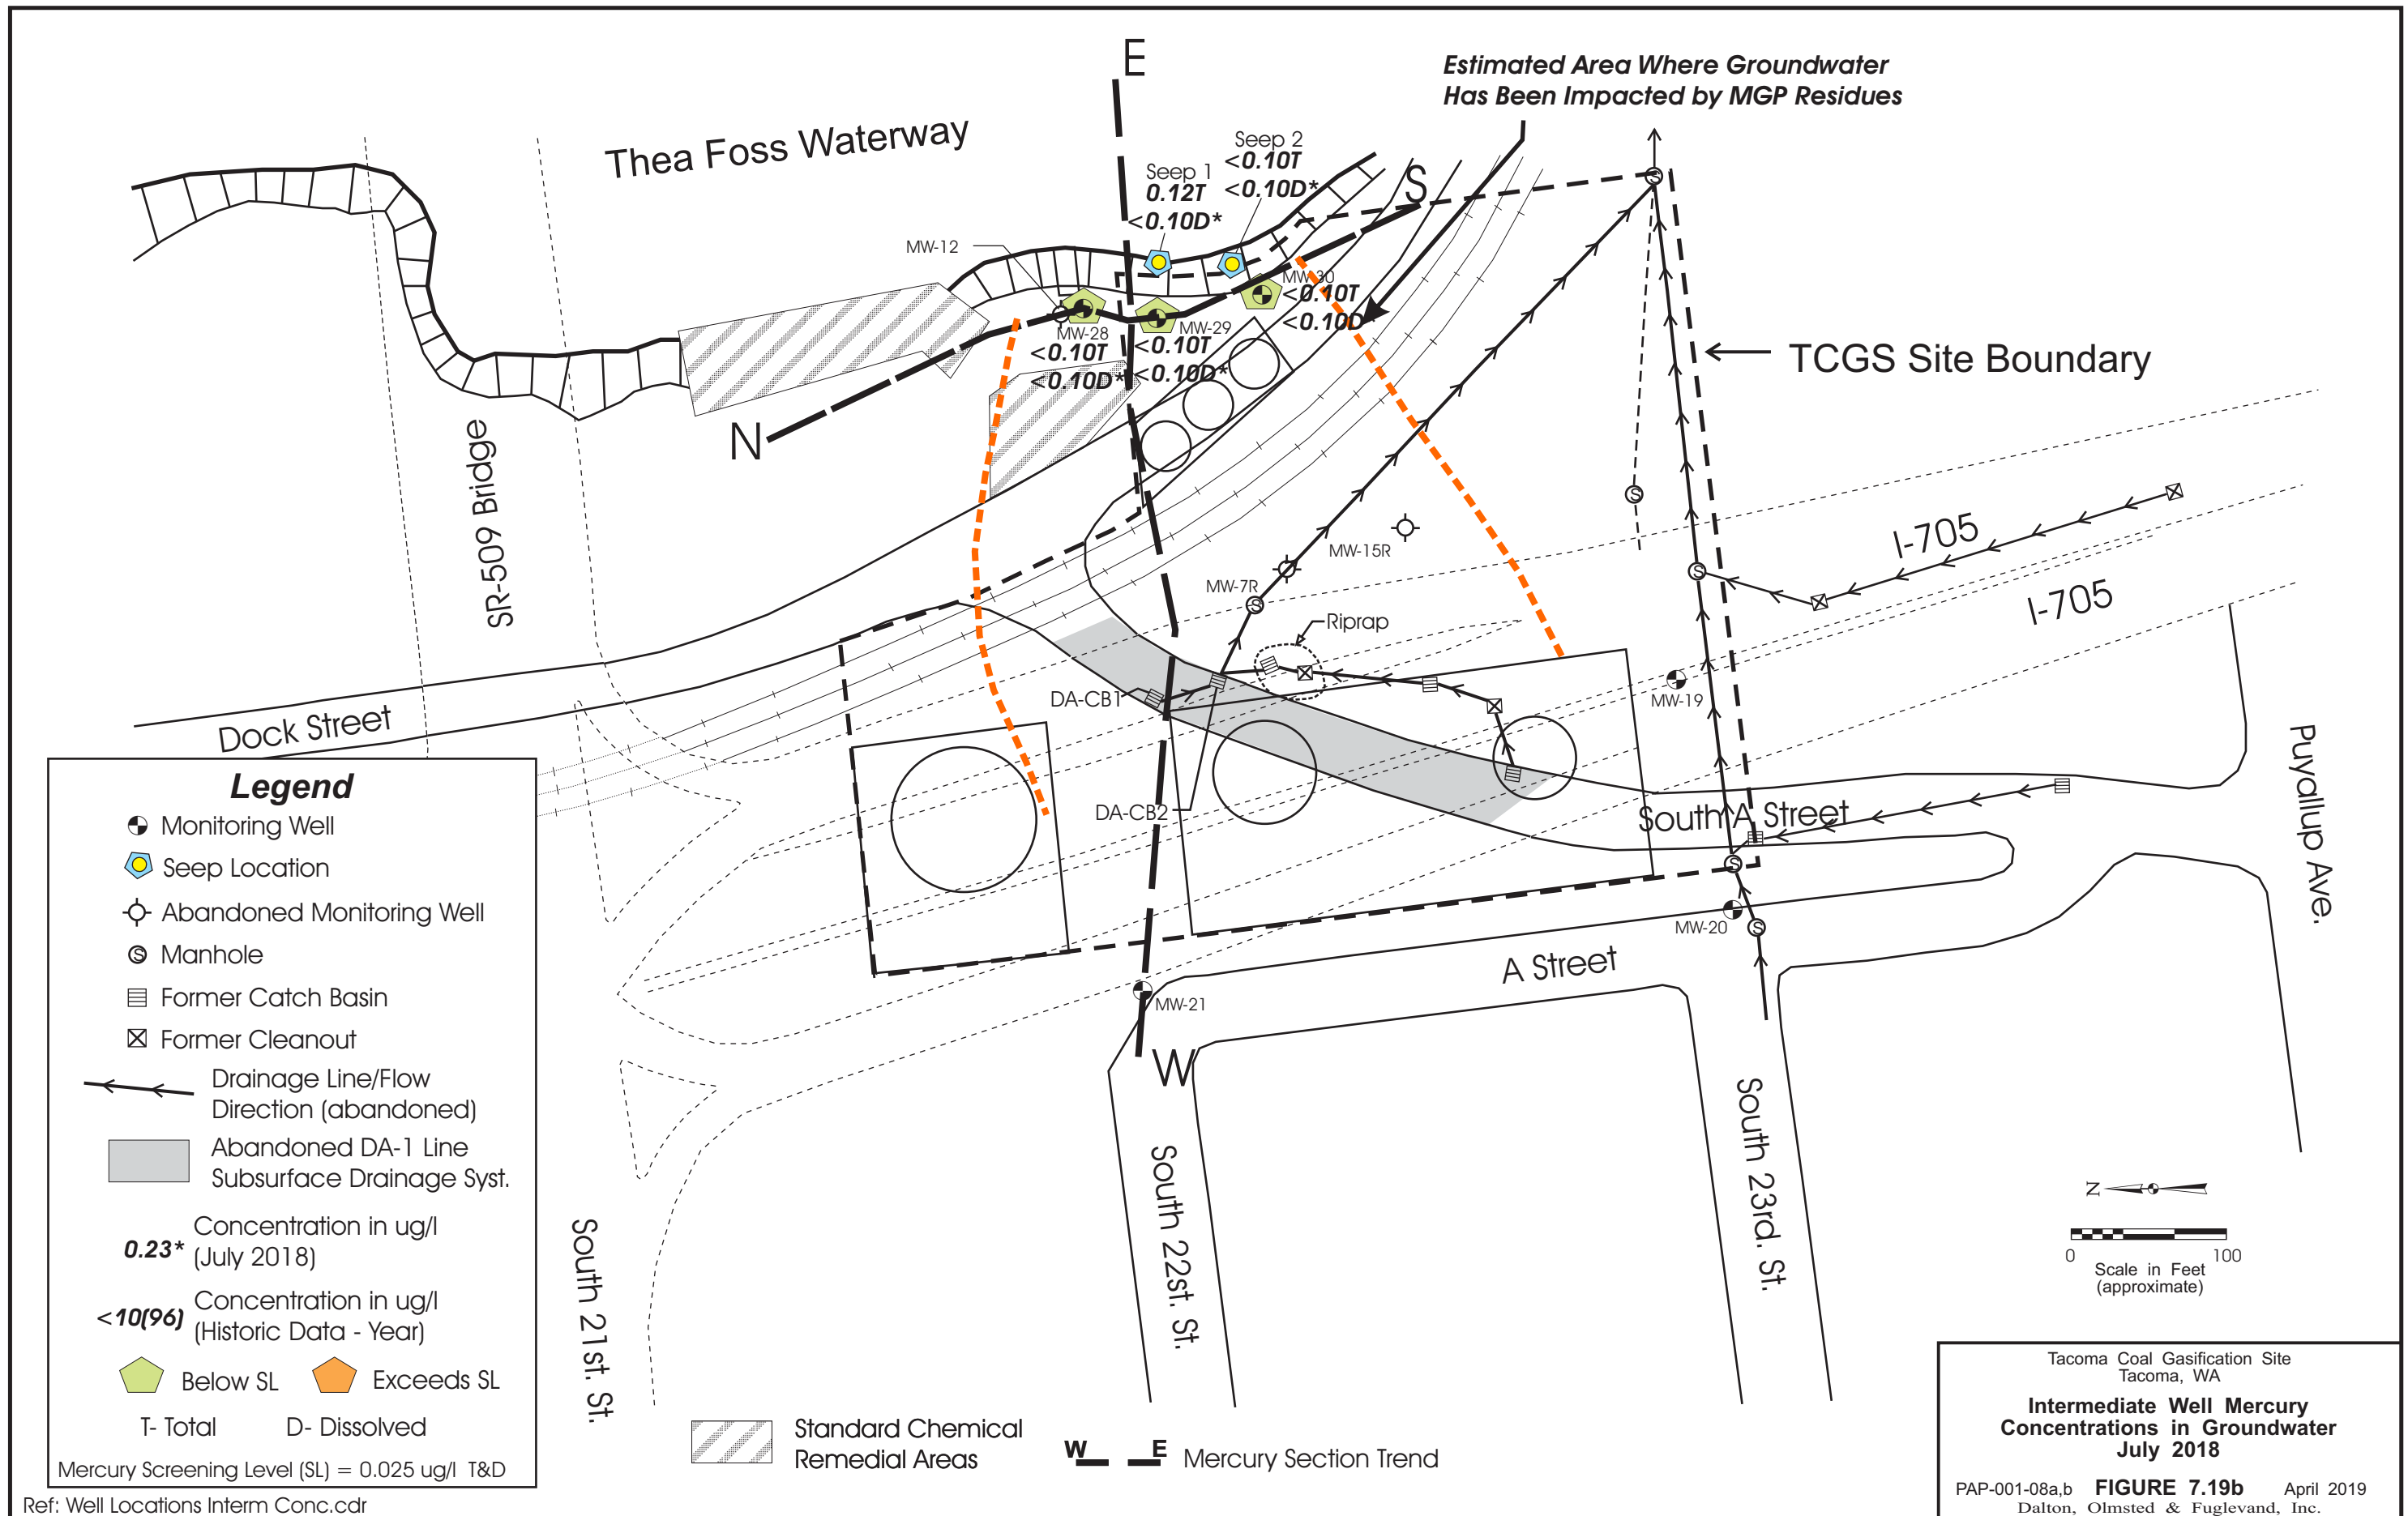 E
Estimated Area Where Groundwater
Has Been Impacted by MGP Residues
Thea Foss Waterway
Seep 2
<0.10T
<0.10D*
Seep 1
0.12T
<0.10D*
S
MW-12
MW-30
<0.10T
<0.10D*
MW-28
<0.10T
<0.10D*
MW-29
<0.10T
<0.10D*
TCGS Site Boundary
N
SR-509 Bridge
S
S
I-705
MW-15R
S
MW-7R
S
I-705
Riprap
DA-CB1
MW-19
Dock Street
DA-CB2
South A Street
Puyallup Ave.
S
MW-20
S
A Street
MW-21
W
South 21st. St.
South 22st. St.
South 23rd. St.
Legend
Monitoring Well
Seep Location
Abandoned Monitoring Well
S Manhole
Former Catch Basin
Former Cleanout
Drainage Line/Flow
Direction (abandoned)
Abandoned DA-1 Line
Subsurface Drainage Syst.
0.23*
Concentration in ug/l
(July 2018)
<10(96)
Concentration in ug/l
(Historic Data - Year)
Below SL
Exceeds SL
T- Total
D- Dissolved
Mercury Screening Level (SL) = 0.025 ug/l T&D
Ref: Well Locations Interm Conc.cdr
Standard Chemical
Remedial Areas
W E
Mercury Section Trend
N
0 100
Scale in Feet
(approximate)
Tacoma Coal Gasification Site
Tacoma, WA
Intermediate Well Mercury
Concentrations in Groundwater
July 2018
PAP-001-08a,b FIGURE 7.19b April 2019
Dalton, Olmsted & Fuglevand, Inc.